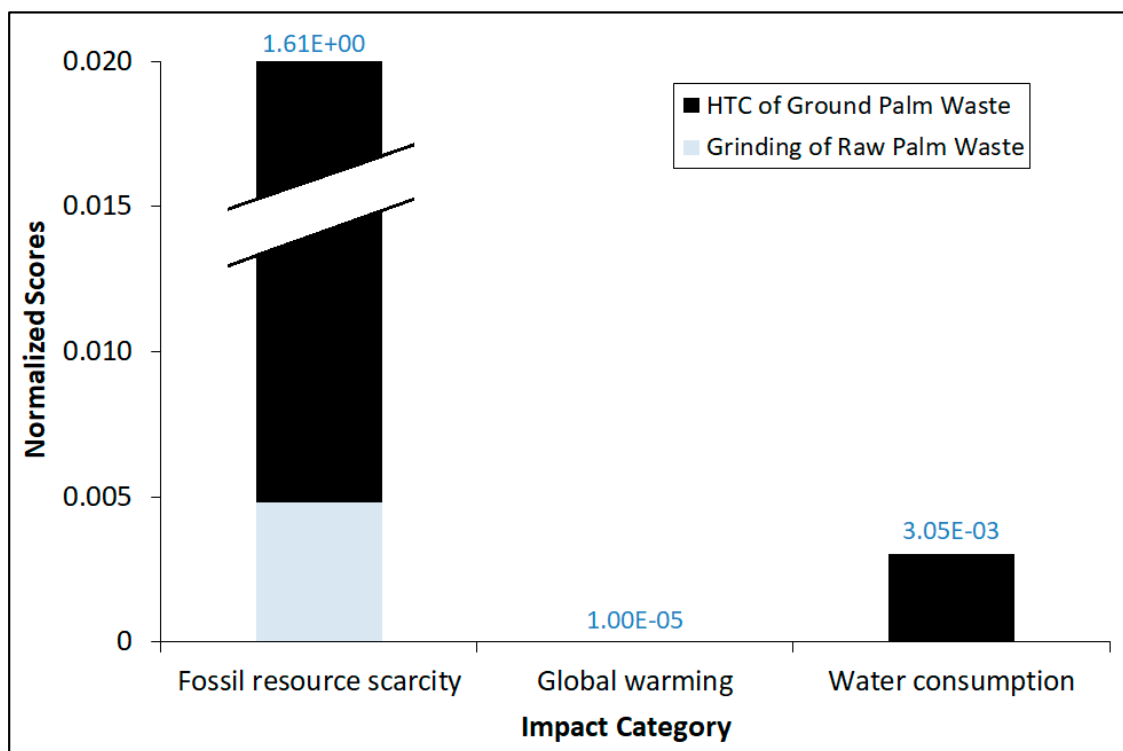 1.61E+00
0.020
HTC of Ground Palm Waste
Grinding of Raw Palm Waste
0.015
Normalized Scores
0.010
0.005
3.05E-03
1.00E-05
0
Fossil resource scarcity
Global warming
Water consumption
Impact Category